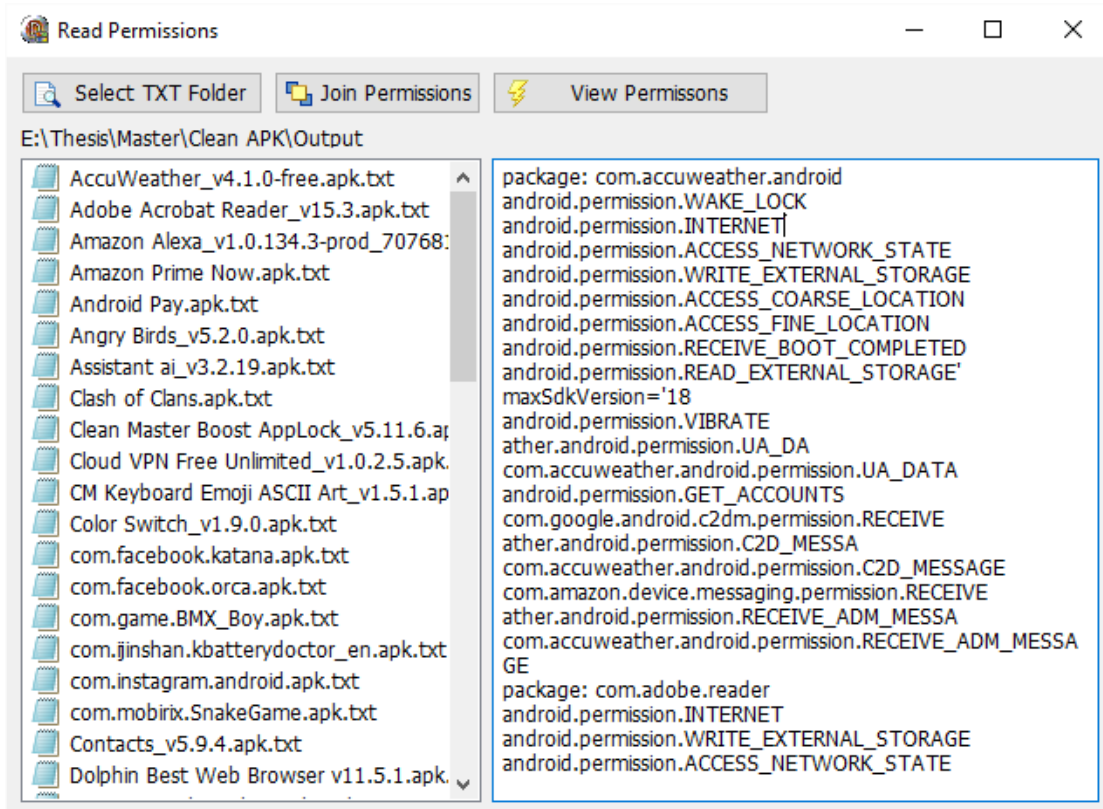 Read Permissions
Select TXT Folder
Join Permissions
View Permissons
E:\Thesis\Master\Clean APK\Output
AccuWeather_v4.1.0-free.apk.txt
Adobe Acrobat Reader_v15.3.apk.txt
Amazon Alexa_v1.0.134.3-prod_707681
Amazon Prime Now.apk.txt
Android Pay.apk.txt
Angry Birds_v5.2.0.apk.txt
Assistant ai_v3.2.19.apk.txt
Clash of Clans.apk.txt
Clean Master Boost AppLock_v5.11.6.ap
Cloud VPN Free Unlimited_v1.0.2.5.apk.
CM Keyboard Emoji ASCII Art_v1.5.1.ap
Color Switch_v1.9.0.apk.txt
com.facebook.katana.apk.txt
com.facebook.orca.apk.txt
com.game.BMX_Boy.apk.txt
com.ijinshan.kbatterydoctor_en.apk.txt
com.instagram.android.apk.txt
com.mobirix.SnakeGame.apk.txt
Contacts_v5.9.4.apk.txt
Dolphin Best Web Browser v11.5.1.apk.
package: com.accuweather.android
android.permission.WAKE_LOCK
android.permission.INTERNET
android.permission.ACCESS_NETWORK_STATE
android.permission.WRITE_EXTERNAL_STORAGE
android.permission.ACCESS_COARSE_LOCATION
android.permission.ACCESS_FINE_LOCATION
android.permission.RECEIVE_BOOT_COMPLETED
android.permission.READ_EXTERNAL_STORAGE'
maxSdkVersion='18
android.permission.VIBRATE
ather.android.permission.UA_DA
com.accuweather.android.permission.UA_DATA
android.permission.GET_ACCOUNTS
com.google.android.c2dm.permission.RECEIVE
ather.android.permission.C2D_MESSA
com.accuweather.android.permission.C2D_MESSAGE
com.amazon.device.messaging.permission.RECEIVE
ather.android.permission.RECEIVE_ADM_MESSA
com.accuweather.android.permission.RECEIVE_ADM_MESSA
GE
package: com.adobe.reader
android.permission.INTERNET
android.permission.WRITE_EXTERNAL_STORAGE
android.permission.ACCESS_NETWORK_STATE